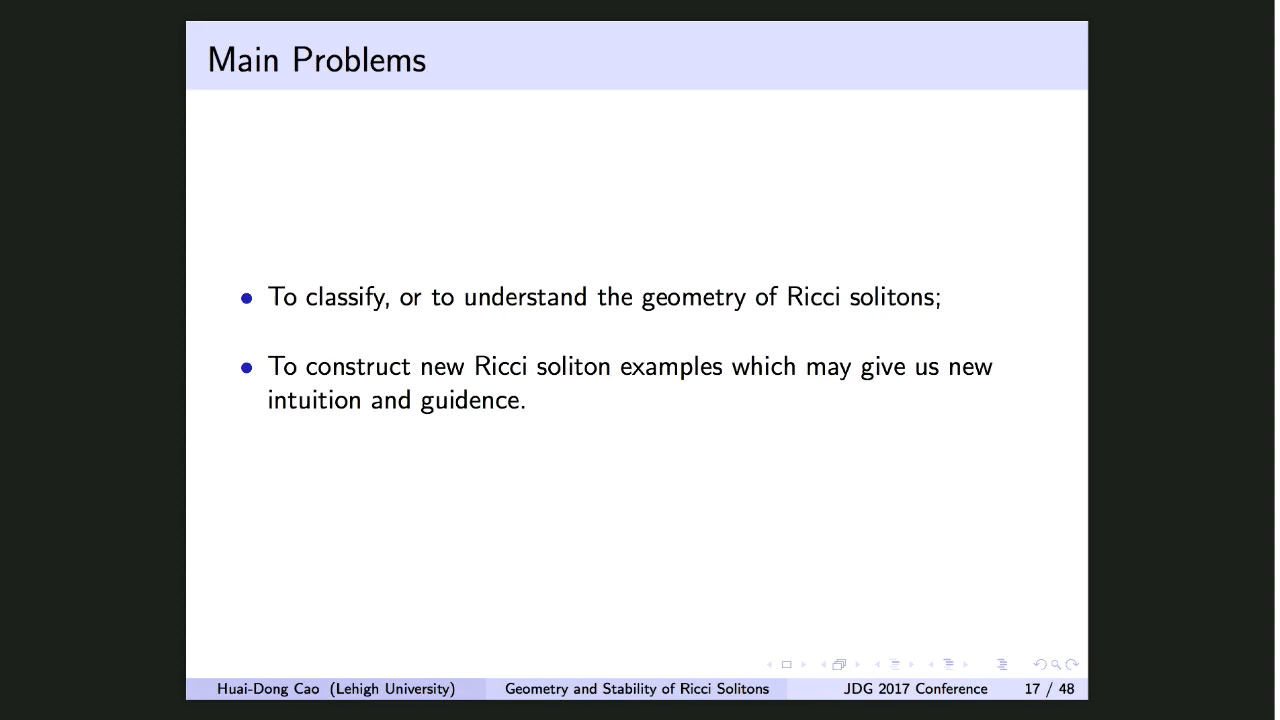 Main Problems
To classify, or to understand the geometry of Ricci solitons;
To construct new Ricci soliton examples which may give us new
intuition and guidence.
Huai-Dong Cao (Lehigh University) Geometry and Stability of Ricci Solitons JDG 2017 Conference 17 / 48